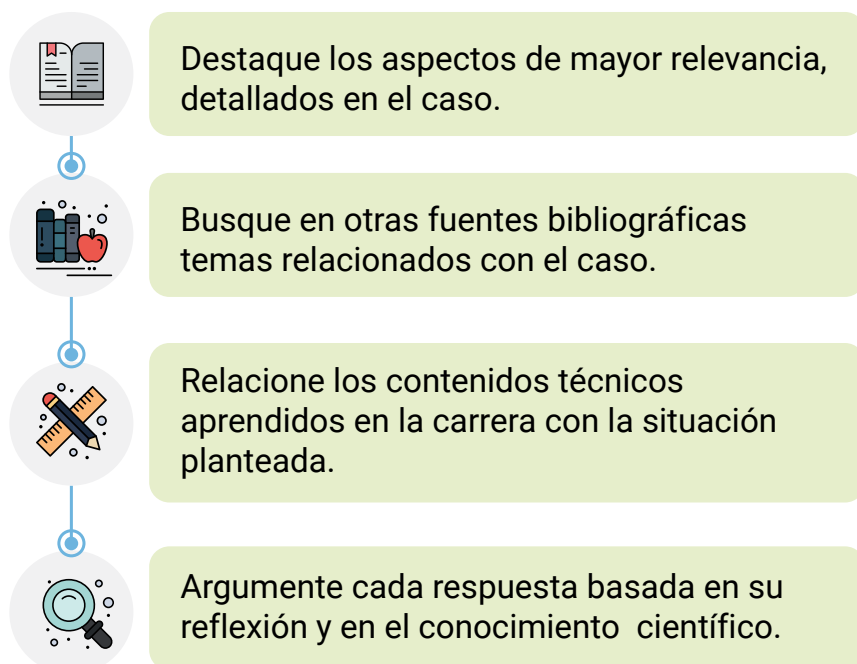 Destaque los aspectos de mayor relevancia,
detallados en el caso.
Busque en otras fuentes bibliográficas
temas relacionados con el caso.
Relacione los contenidos técnicos
aprendidos en la carrera con la situación
planteada.
Argumente cada respuesta basada en su
reflexión y en el conocimiento  científico.